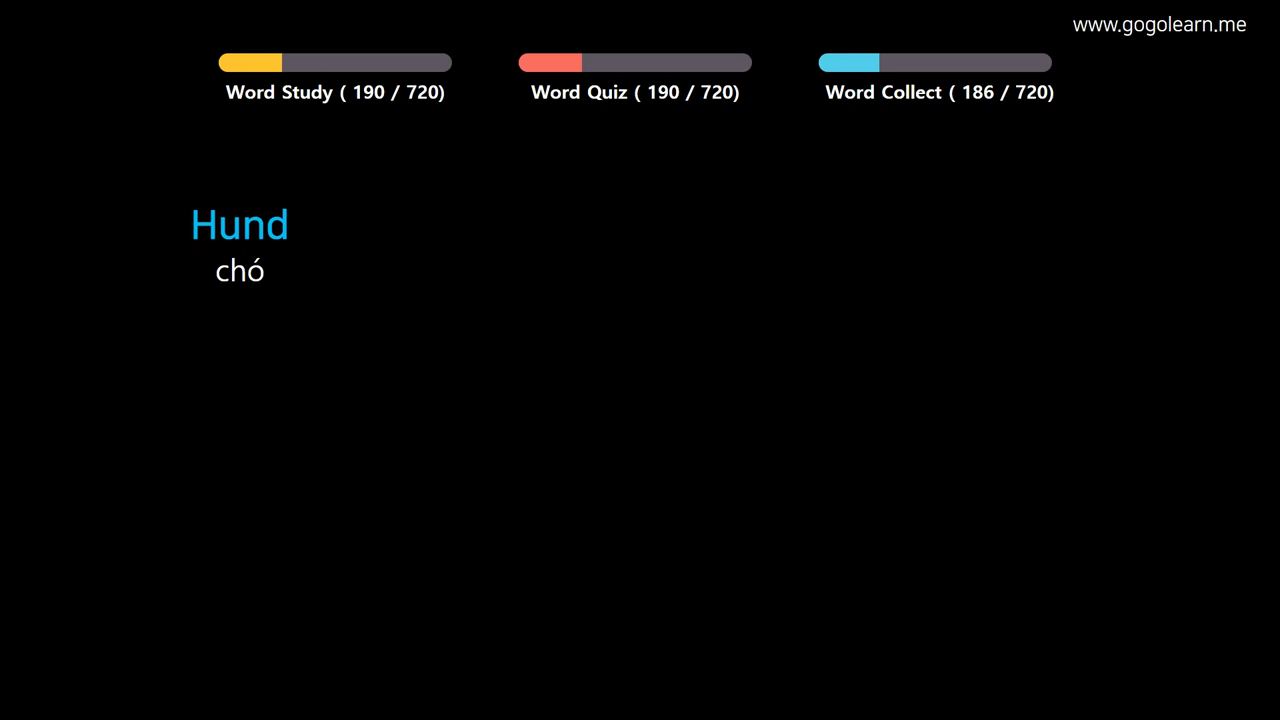 www.gogolearn.me
Word Study ( 190 / 720)
Word Quiz ( 190 / 720)
Word Collect ( 186 / 720)
Hund
chó